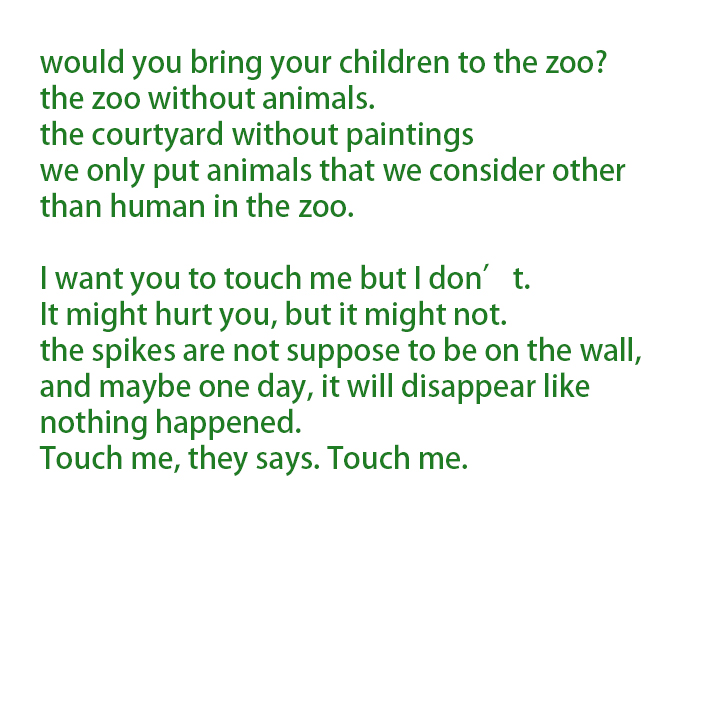 would you bring your children to the zoo?
the zoo without animals.
the courtyard without paintings
we only put animals that we consider other
than human in the zoo.
I want you to touch me but I don′ t.
It might hurt you, but it might not.
the spikes are not suppose to be on the wall,
and maybe one day, it will disappear like
nothing happened.
Touch me, they says. Touch me.